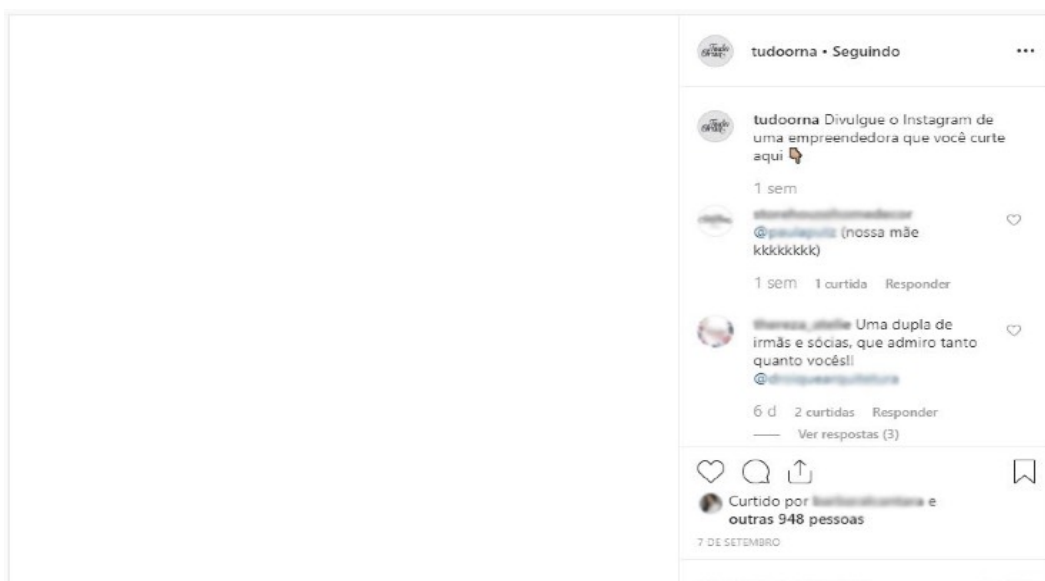 tudoorna • Seguindo
tudoorna Divulgue o Instagram de
uma empreendedora que você curte
aqui 👇🏽
1 sem
(nossa mãe
kkkkkkkk)
1 sem 1 curtida Responder
Uma dupla de
irmãs e sócias, que admiro tanto
quanto vocês!!
@
6 d 2 curtidas Responder
Ver respostas (3)
Curtido por e
outras 948 pessoas
7 DE SETEMBRO